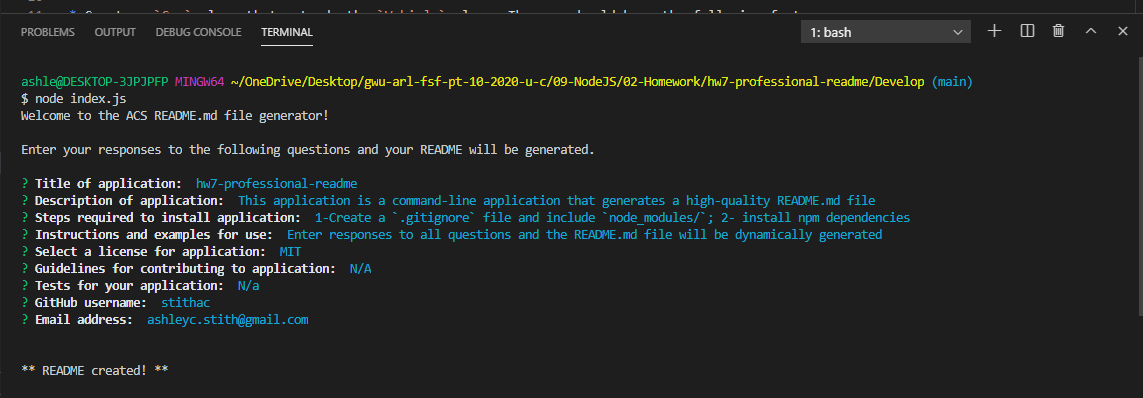 PROBLEMS OUTPUT DEBUG CONSOLE TERMINAL 1: bash
ashle@DESKTOP-3JPJPFP MINGW64 ~/OneDrive/Desktop/gwu-arl-fsf-pt-10-2020-u-c/09-NodeJS/02-Homework/hw7-professional-readme/Develop (main)
$ node index.js
Welcome to the ACS README.md file generator!
Enter your responses to the following questions and your README will be generated.
? Title of application: hw7-professional-readme
? Description of application: This application is a command-line application that generates a high-quality README.md file
? Steps required to install application: 1-Create a `.gitignore` file and include `node_modules/`; 2- install npm dependencies
? Instructions and examples for use: Enter responses to all questions and the README.md file will be dynamically generated
? Select a license for application: MIT
? Guidelines for contributing to application: N/A
? Tests for your application: N/a
? GitHub username: stithac
? Email address: ashleyc.stith@gmail.com
** README created! **